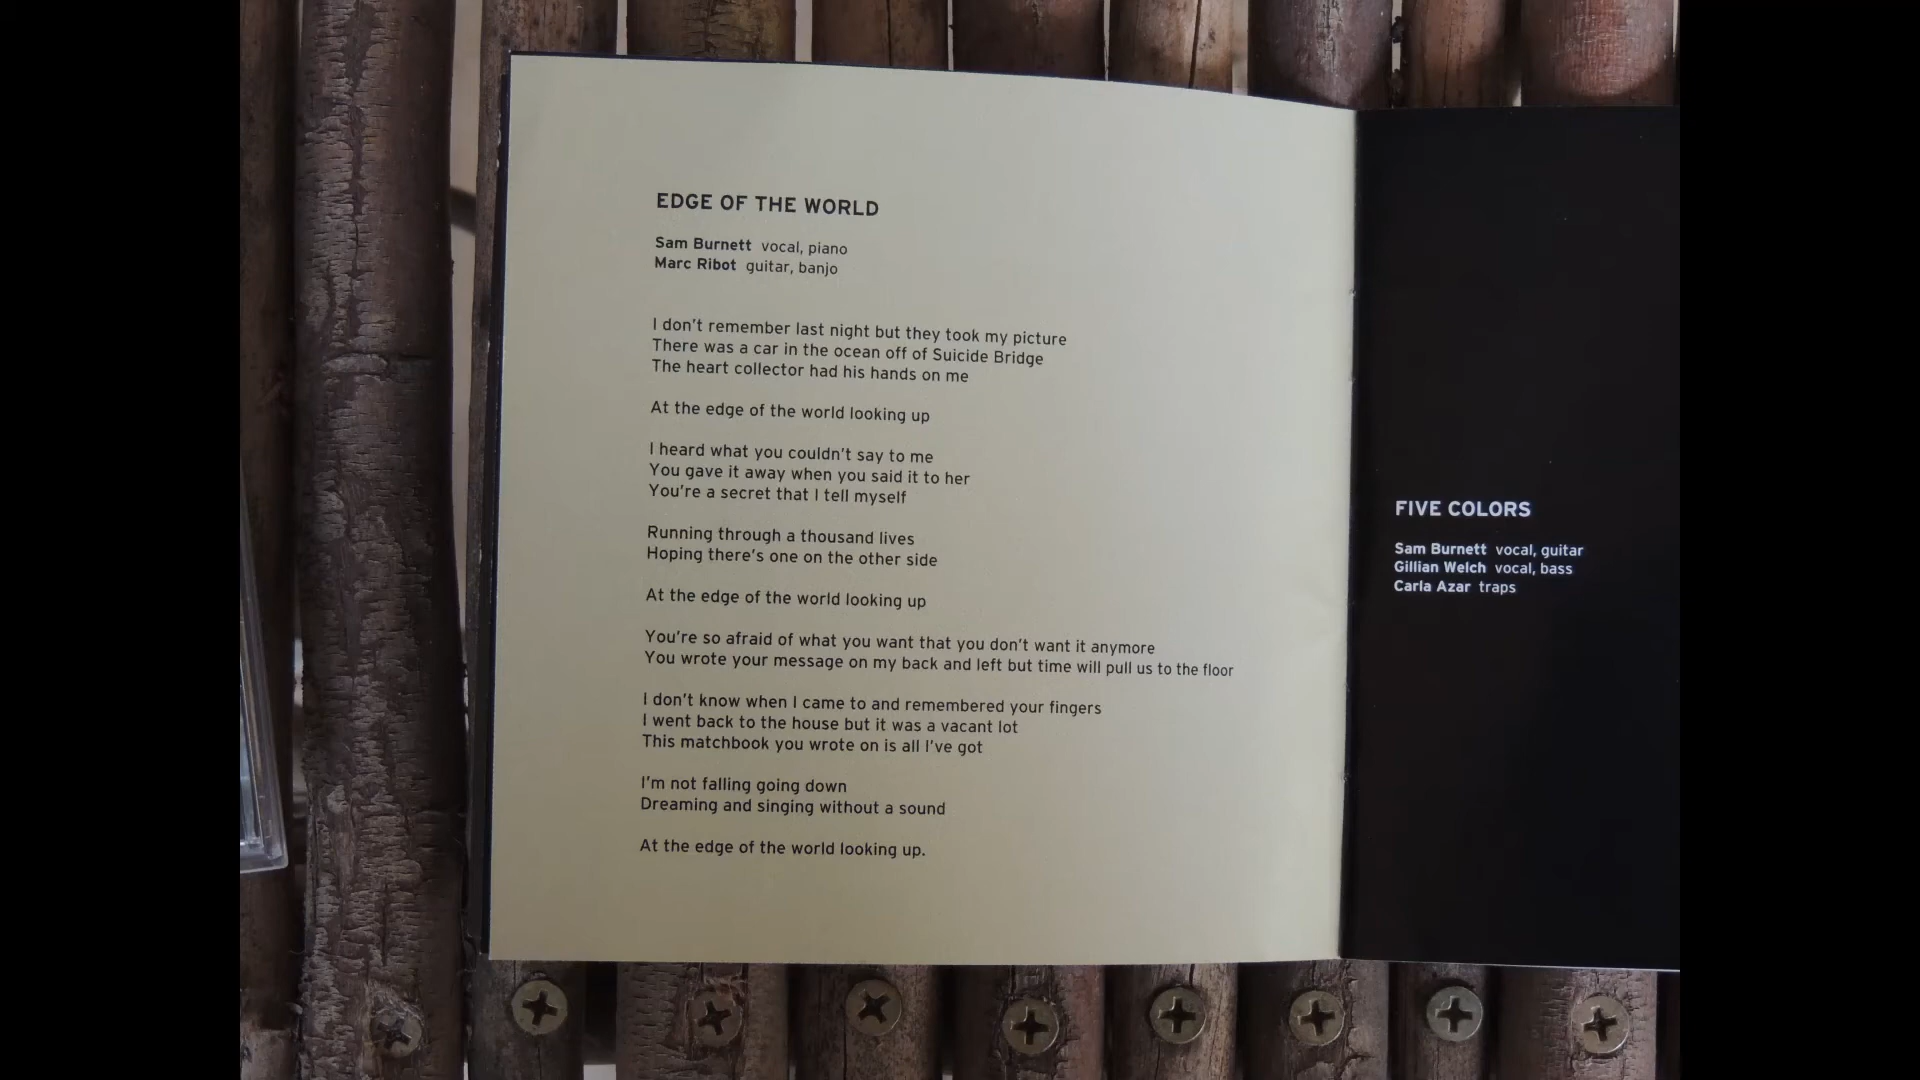 EDGE OF THE WORLD
Sam Burnett vocal, piano
Marc Ribot guitar, banjo
I don't remember last night but they took my picture
There was a car in the ocean off of Suicide Bridge
The heart collector had his hands on me
At the edge of the world looking up
I heard what you couldn't say to me
You gave it away when you said it to her
You're a secret that I tell myself
Running through a thousand lives
Hoping there's one on the other side
At the edge of the world looking up
You're so afraid of what you want that you don't want it anymore
You wrote your message on my back and left but time will pull us to the floor
I don't know when I came to and remembered your fingers
I went back to the house but it was a vacant lot
This matchbook you wrote on is all I've got
I'm not falling going down
Dreaming and singing without a sound
At the edge of the world looking up.
FIVE COLORS
Sam Burnett vocal, guitar
Gillian Welch vocal, bass
Carla Azar traps